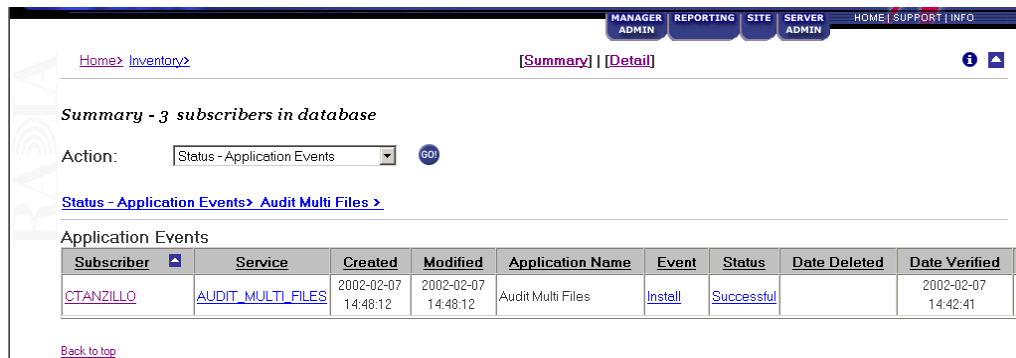 MANAGER ADMIN REPORTING SITE SERVER ADMIN HOME | SUPPORT | INFO
Home> Inventory> [Summary] | [Detail]
RADIA
Summary - 3 subscribers in database
Action: Status - Application Events GO!
Status - Application Events> Audit Multi Files >
Application Events
Subscriber Service Created Modified Application Name Event Status Date Deleted Date Verified
CTANZILLO AUDIT_MULTI_FILES 2002-02-07 14:48:12 2002-02-07 14:48:12 Audit Multi Files Install Successful 2002-02-07 14:42:41
Back to top